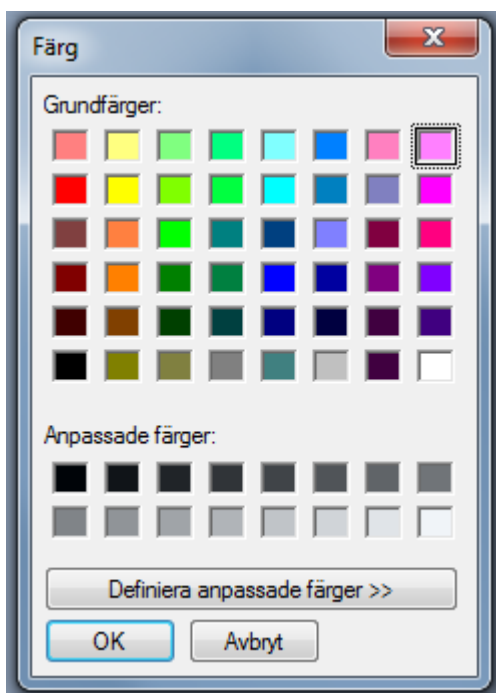 Färg
Grundfärger:
Anpassade färger:
Definiera anpassade färger >>
OK
Avbryt